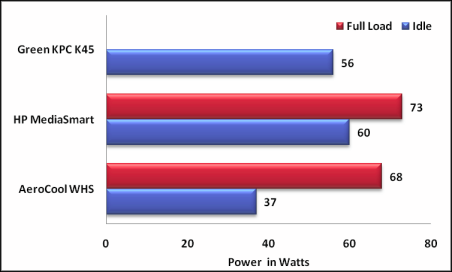 Full Load Idle
Green KPC K45
56
HP MediaSmart
73
60
AeroCool WHS
68
37
0 20 40 60 80
Power in Watts